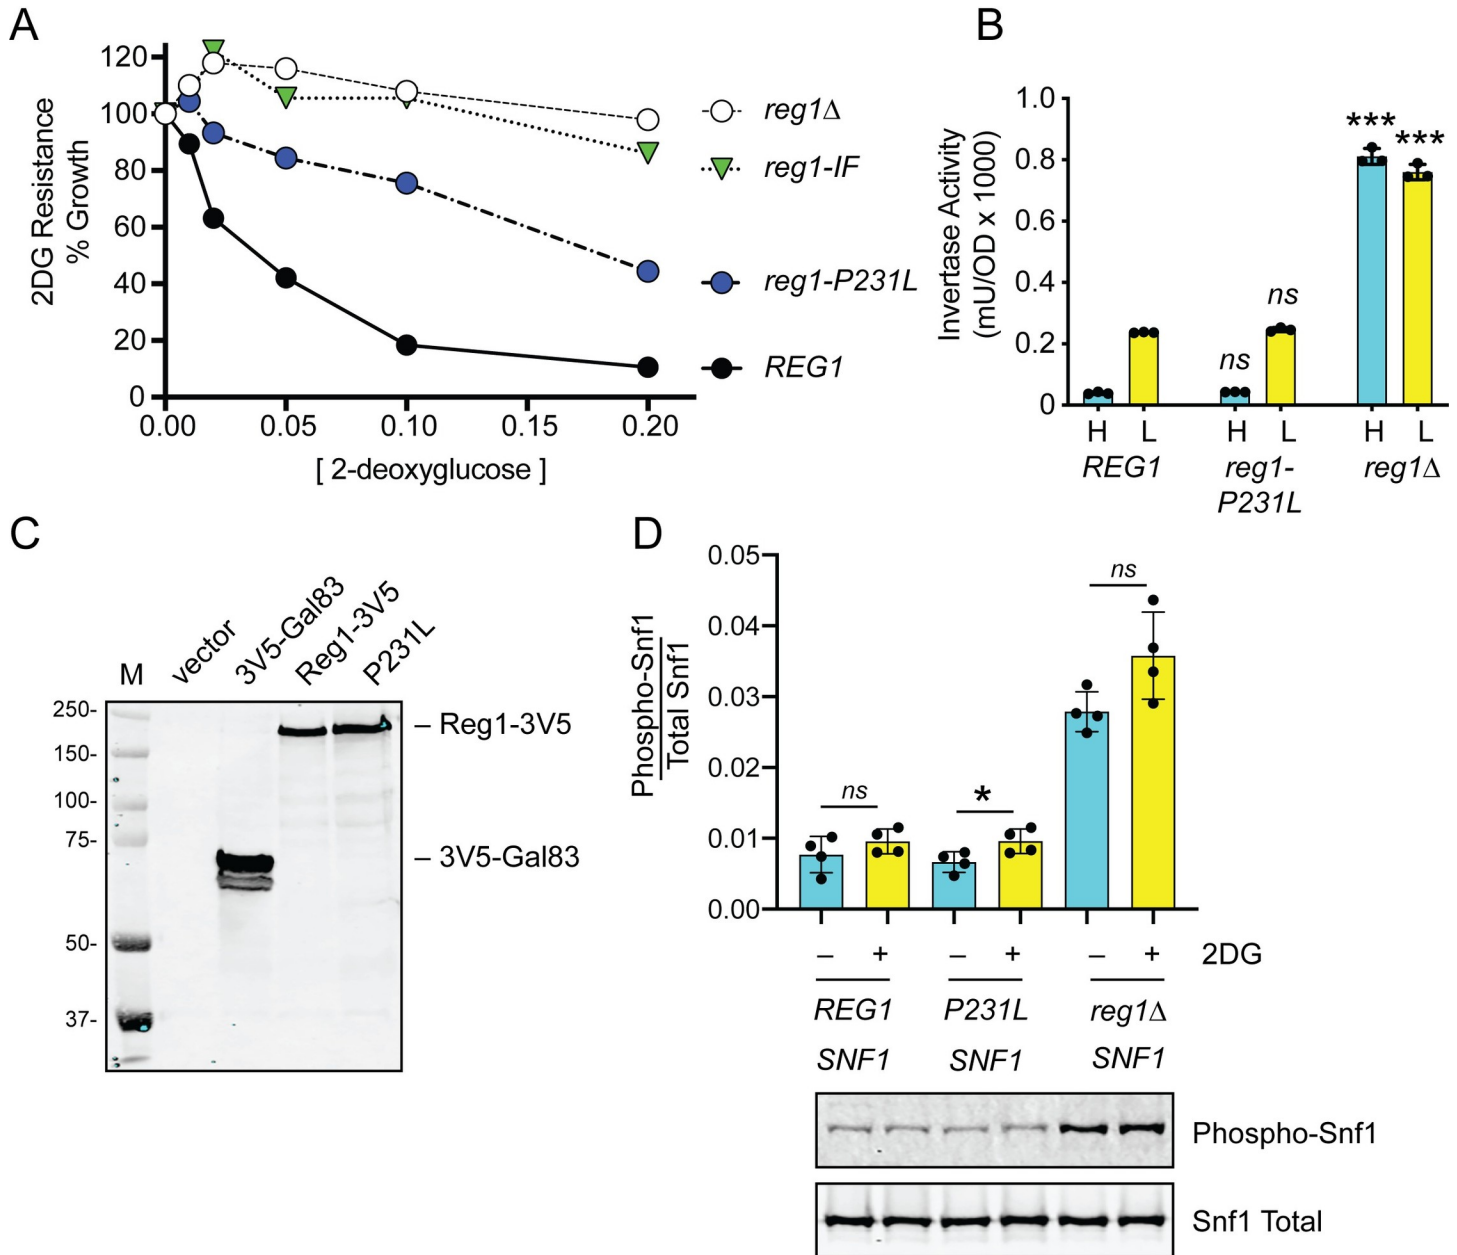 A
120
100
80
60
40
20
0
2DG Resistance
% Growth
0.00 0.05 0.10 0.15 0.20
[ 2-deoxyglucose ]
reg1Δ
reg1-IF
reg1-P231L
REG1
B
1.0
0.8
0.6
0.4
0.2
0
Invertase Activity
(mU/OD x 1000)
ns
ns
***
***
H L H L H L
REG1 reg1-P231L reg1Δ
C
M vector 3V5-Gal83 Reg1-3V5 P231L
250-
150-
100-
75-
50-
37-
– Reg1-3V5
– 3V5-Gal83
D
0.05
0.04
0.03
0.02
0.01
0.00
Phospho-Snf1
Total Snf1
ns
*
ns
– + – + – + 2DG
REG1 P231L reg1Δ
SNF1 SNF1 SNF1
Phospho-Snf1
Snf1 Total